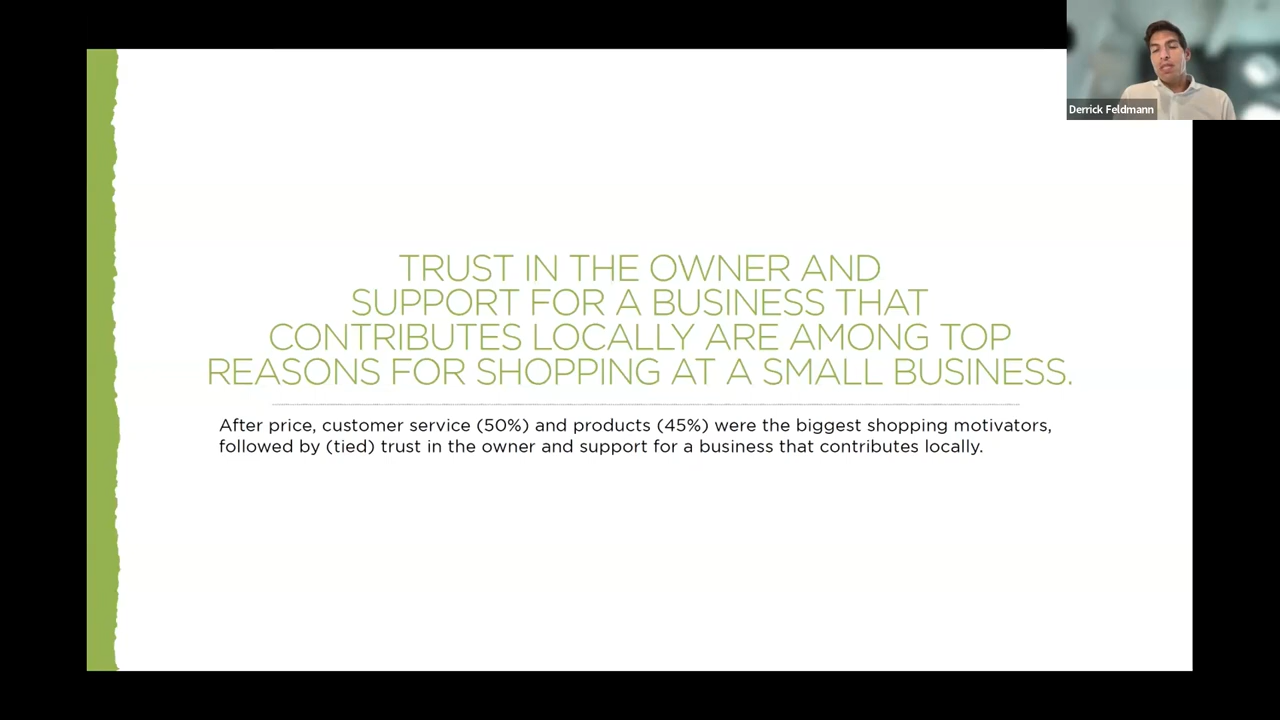 Derrick Feldmann
TRUST IN THE OWNER AND
SUPPORT FOR A BUSINESS THAT
CONTRIBUTES LOCALLY ARE AMONG TOP
REASONS FOR SHOPPING AT A SMALL BUSINESS.
After price, customer service (50%) and products (45%) were the biggest shopping motivators,
followed by (tied) trust in the owner and support for a business that contributes locally.